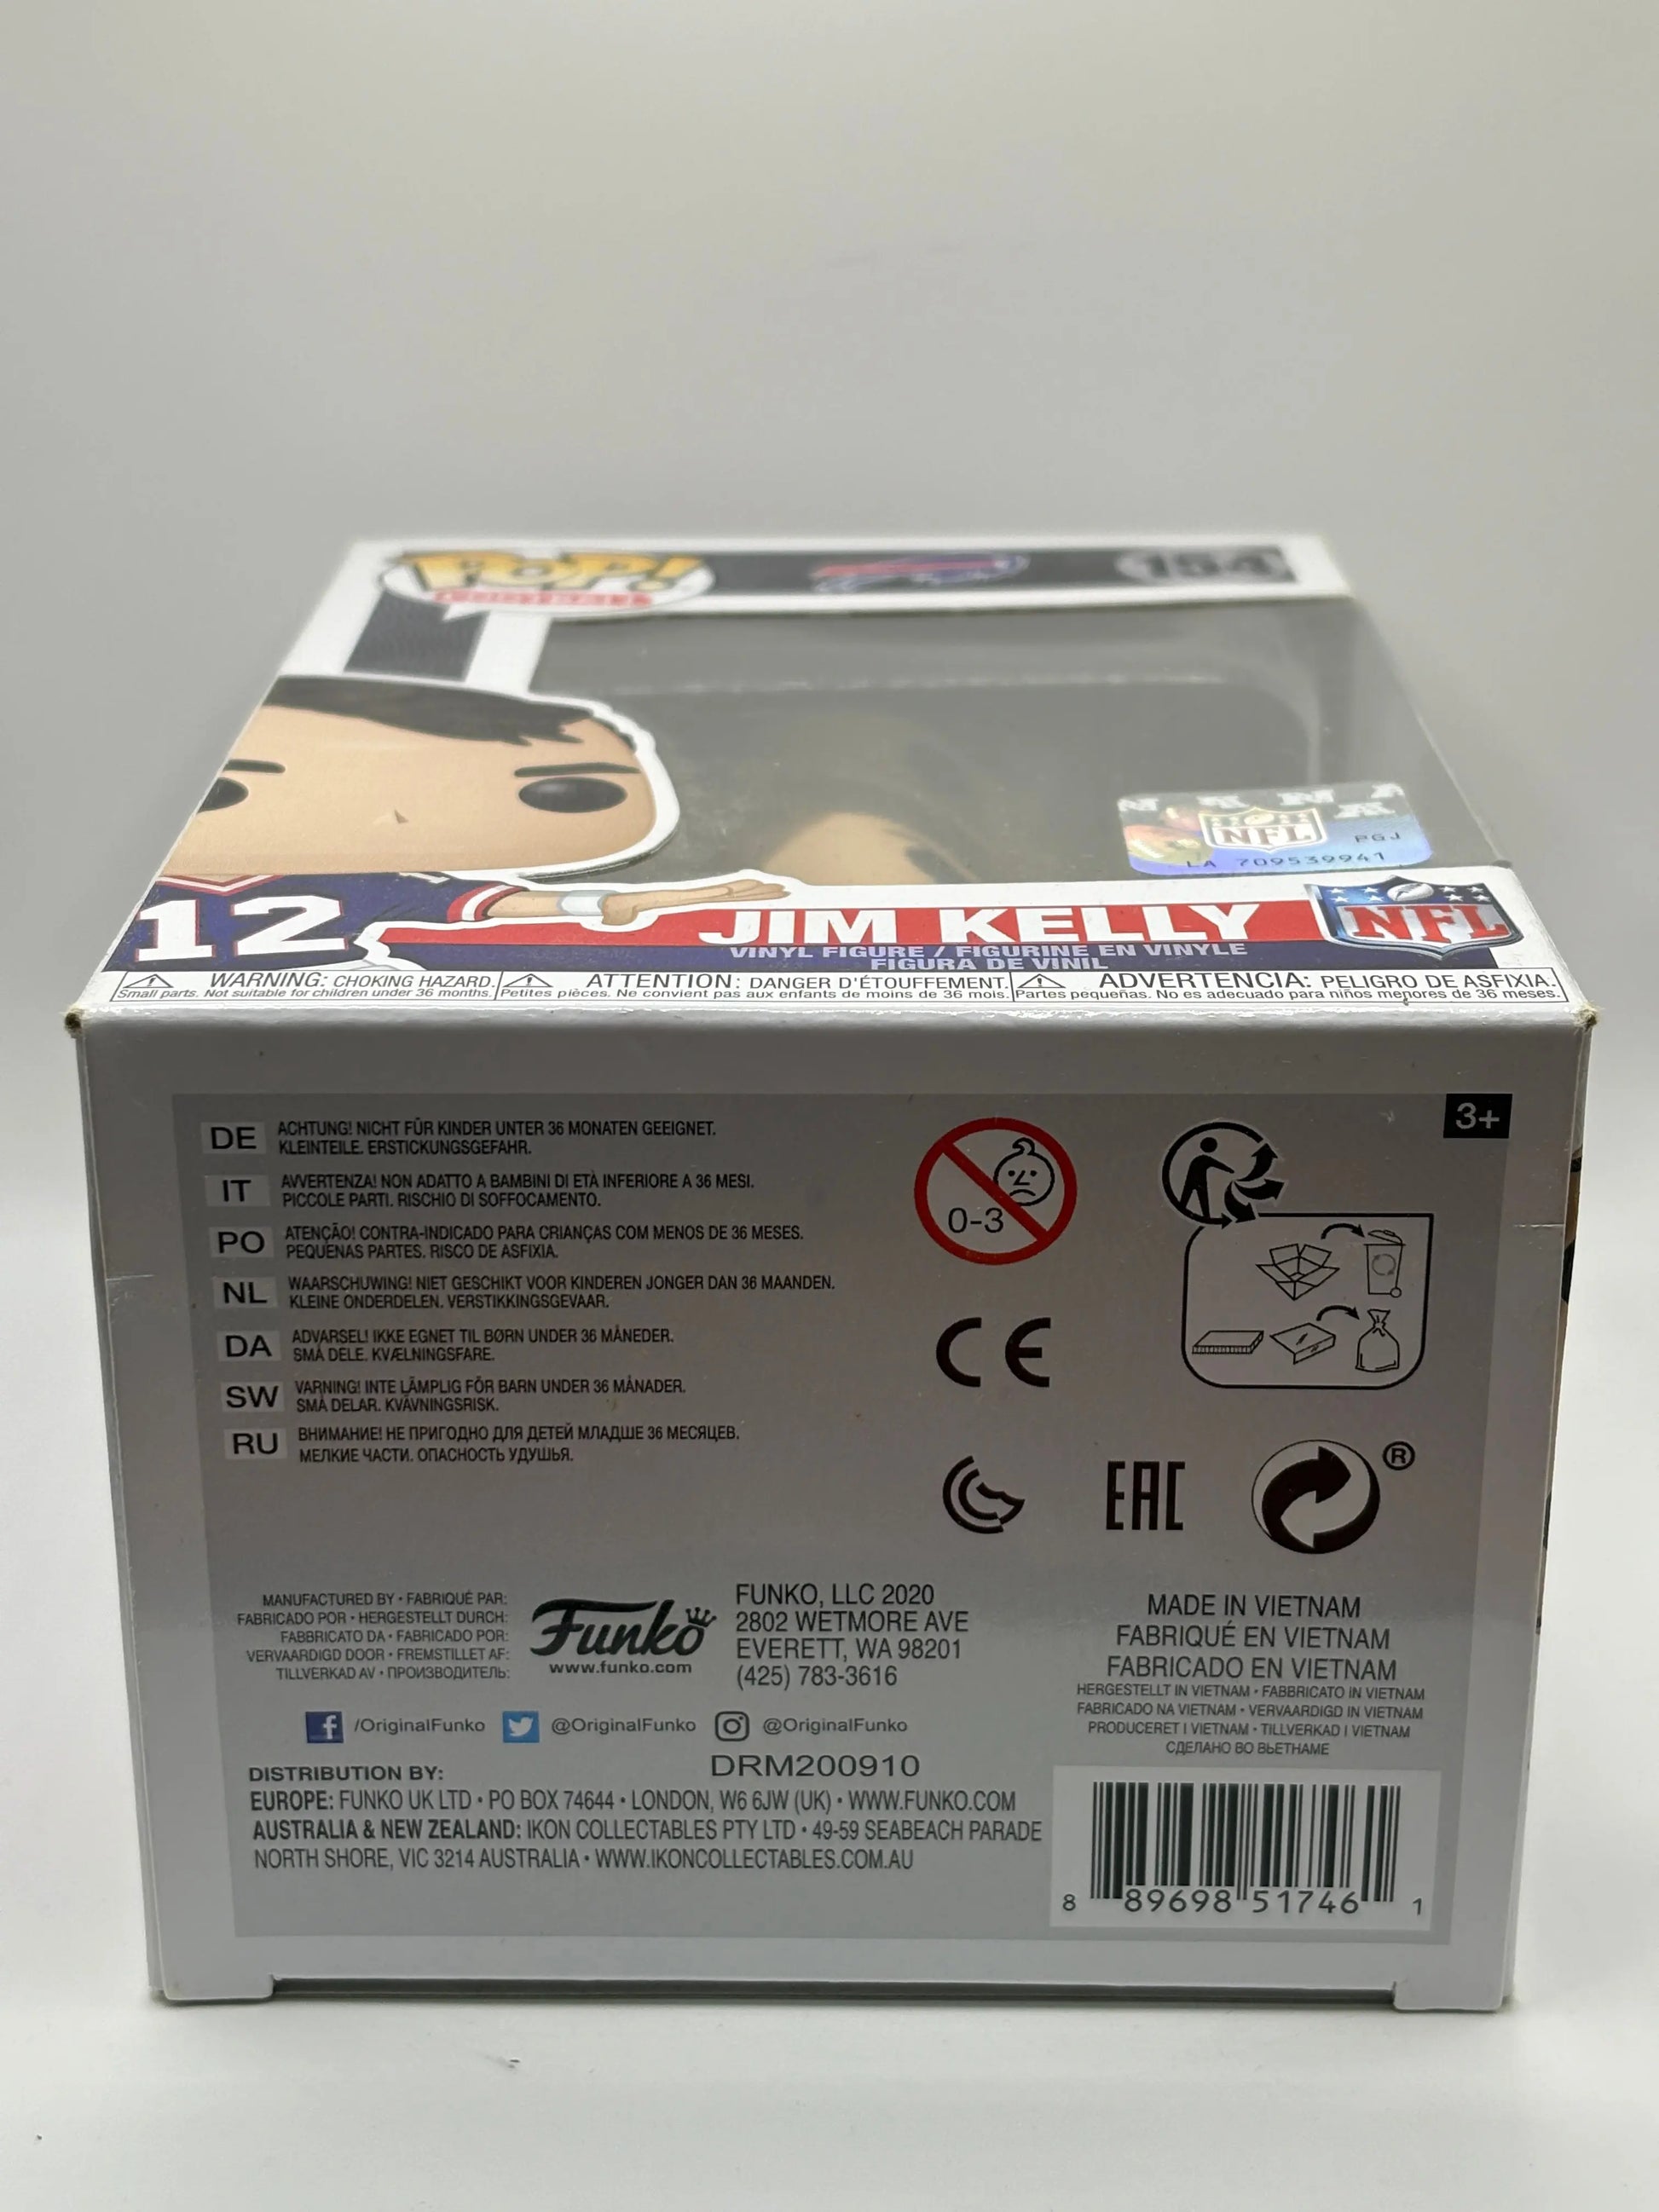 POP!
154
NFL
PGJ
LA 709539941
12
JIM KELLY
NFL
VINYL FIGURE / FIGURINE EN VINYLE
FIGURA DE VINIL
WARNING: CHOKING HAZARD.
Small parts. Not suitable for children under 36 months.
ATTENTION: DANGER D'ÉTOUFFEMENT.
Petites pièces. Ne convient pas aux enfants de moins de 36 mois.
ADVERTENCIA: PELIGRO DE ASFIXIA.
Partes pequeñas. No es adecuado para niños menores de 36 meses.
3+
DE ACHTUNG! NICHT FÜR KINDER UNTER 36 MONATEN GEEIGNET.
KLEINTEILE. ERSTICKUNGSGEFAHR.
IT AVVERTENZA! NON ADATTO A BAMBINI DI ETÀ INFERIORE A 36 MESI.
PICCOLE PARTI. RISCHIO DI SOFFOCAMENTO.
PO ATENÇÃO! CONTRA-INDICADO PARA CRIANÇAS COM MENOS DE 36 MESES.
PEQUENAS PARTES. RISCO DE ASFIXIA.
NL WAARSCHUWING! NIET GESCHIKT VOOR KINDEREN JONGER DAN 36 MAANDEN.
KLEINE ONDERDELEN. VERSTIKKINGSGEVAAR.
DA ADVARSEL! IKKE EGNET TIL BØRN UNDER 36 MÅNEDER.
SMÅ DELE. KVÆLNINGSFARE.
SW VARNING! INTE LÄMPLIG FÖR BARN UNDER 36 MÅNADER.
SMÅ DELAR. KVÄVNINGSRISK.
RU ВНИМАНИЕ! НЕ ПРИГОДНО ДЛЯ ДЕТЕЙ МЛАДШЕ 36 МЕСЯЦЕВ.
МЕЛКИЕ ЧАСТИ. ОПАСНОСТЬ УДУШЬЯ.
0-3
CE
EAC
®
MANUFACTURED BY • FABRIQUÉ PAR:
FABRICADO POR • HERGESTELLT DURCH:
FABBRICATO DA • FABRICADO POR:
VERVAARDIGD DOOR • FREMSTILLET AF:
TILLVERKAD AV • ПРОИЗВОДИТЕЛЬ:
Funko
www.funko.com
FUNKO, LLC 2020
2802 WETMORE AVE
EVERETT, WA 98201
(425) 783-3616
MADE IN VIETNAM
FABRIQUÉ EN VIETNAM
FABRICADO EN VIETNAM
HERGESTELLT IN VIETNAM • FABBRICATO IN VIETNAM
FABRICADO NA VIETNAM • VERVAARDIGD IN VIETNAM
PRODUCERET I VIETNAM • TILLVERKAD I VIETNAM
СДЕЛАНО ВО ВЬЕТНАМЕ
/OriginalFunko @OriginalFunko @OriginalFunko
DRM200910
DISTRIBUTION BY:
EUROPE: FUNKO UK LTD • PO BOX 74644 • LONDON, W6 6JW (UK) • WWW.FUNKO.COM
AUSTRALIA & NEW ZEALAND: IKON COLLECTABLES PTY LTD • 49-59 SEABEACH PARADE
NORTH SHORE, VIC 3214 AUSTRALIA • WWW.IKONCOLLECTABLES.COM.AU
8 89698 51746 1